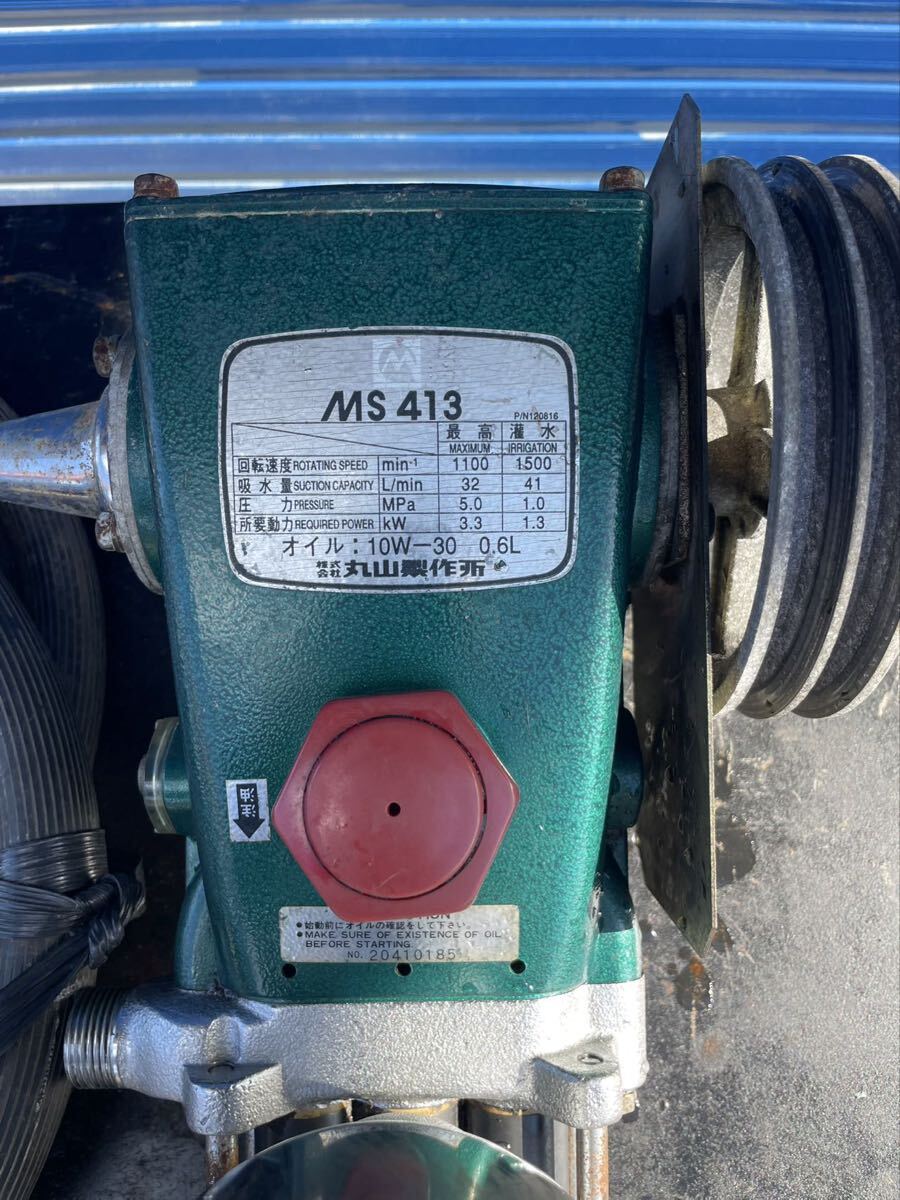 MS 413
P/N120816
最高 灌水
MAXIMUM IRRIGATION
回転速度 ROTATING SPEED min-¹ 1100 1500
吸水量 SUCTION CAPACITY L/min 32 41
圧力 PRESSURE MPa 5.0 1.0
所要動力 REQUIRED POWER kW 3.3 1.3
オイル：10W－30 0.6L
株式会社 丸山製作所
注油
●始動前にオイルの確認をして下さい。
●MAKE SURE OF EXISTENCE OF OIL
BEFORE STARTING.
NO. 20410185